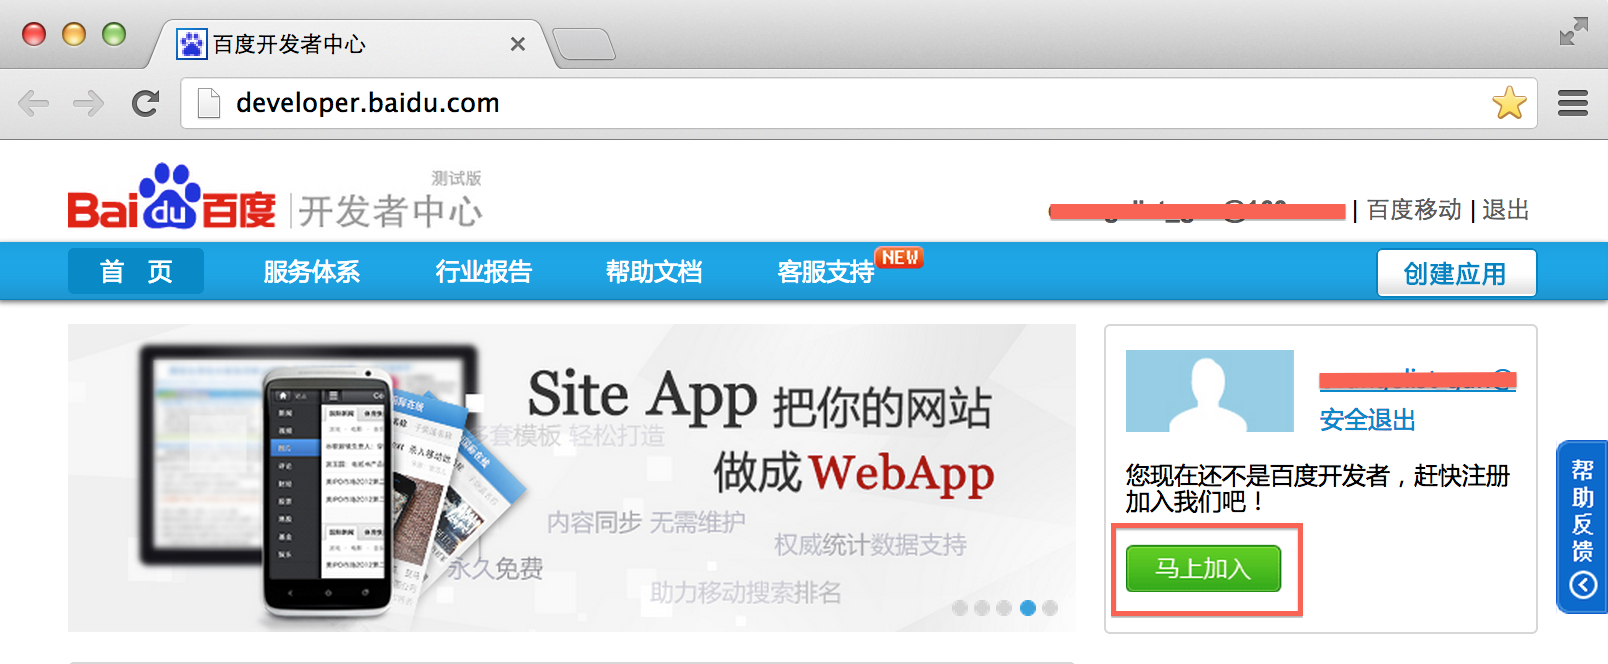 百度开发者中心
developer.baidu.com
测试版
Bai du 百度 开发者中心
| 百度移动 | 退出
首 页 服务体系 行业报告 帮助文档 客服支持 NEW 创建应用
Site App 把你的网站
多套模板 轻松打造
做成 WebApp
内容同步 无需维护
权威统计数据支持
永久免费
助力移动搜索排名
安全退出
您现在还不是百度开发者，赶快注册
加入我们吧！
马上加入
帮助反馈